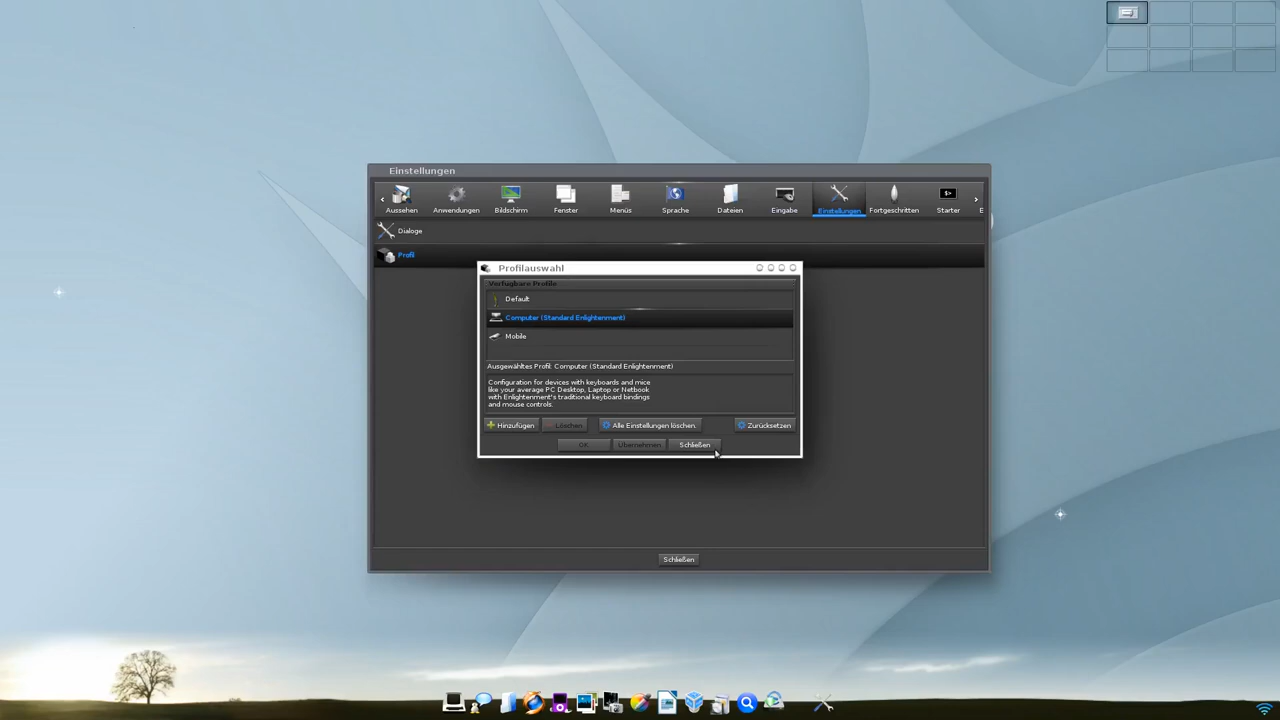 Einstellungen
Aussehen Anwendungen Bildschirm Fenster Menüs Sprache Dateien Eingabe Einstellungen Fortgeschritten Starter E
Dialoge
Profil
Profilauswahl
Verfügbare Profile
Default
Computer (Standard Enlightenment)
Mobile
Ausgewähltes Profil: Computer (Standard Enlightenment)
Configuration for devices with keyboards and mice
like your average PC Desktop, Laptop or Netbook
with Enlightenment's traditional keyboard bindings
and mouse controls.
Hinzufügen Löschen Alle Einstellungen löschen. Zurücksetzen
OK Übernehmen Schließen
Schließen